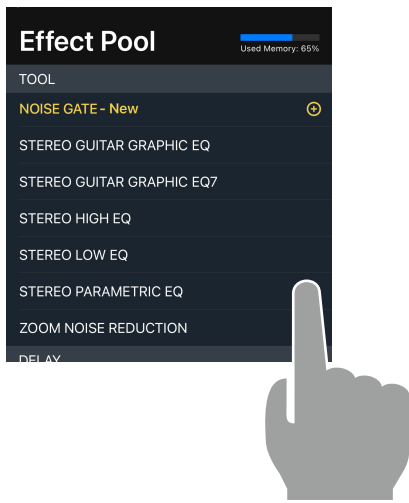 Effect Pool
Used Memory: 65%
TOOL
NOISE GATE - New
STEREO GUITAR GRAPHIC EQ
STEREO GUITAR GRAPHIC EQ7
STEREO HIGH EQ
STEREO LOW EQ
STEREO PARAMETRIC EQ
ZOOM NOISE REDUCTION
DELAY